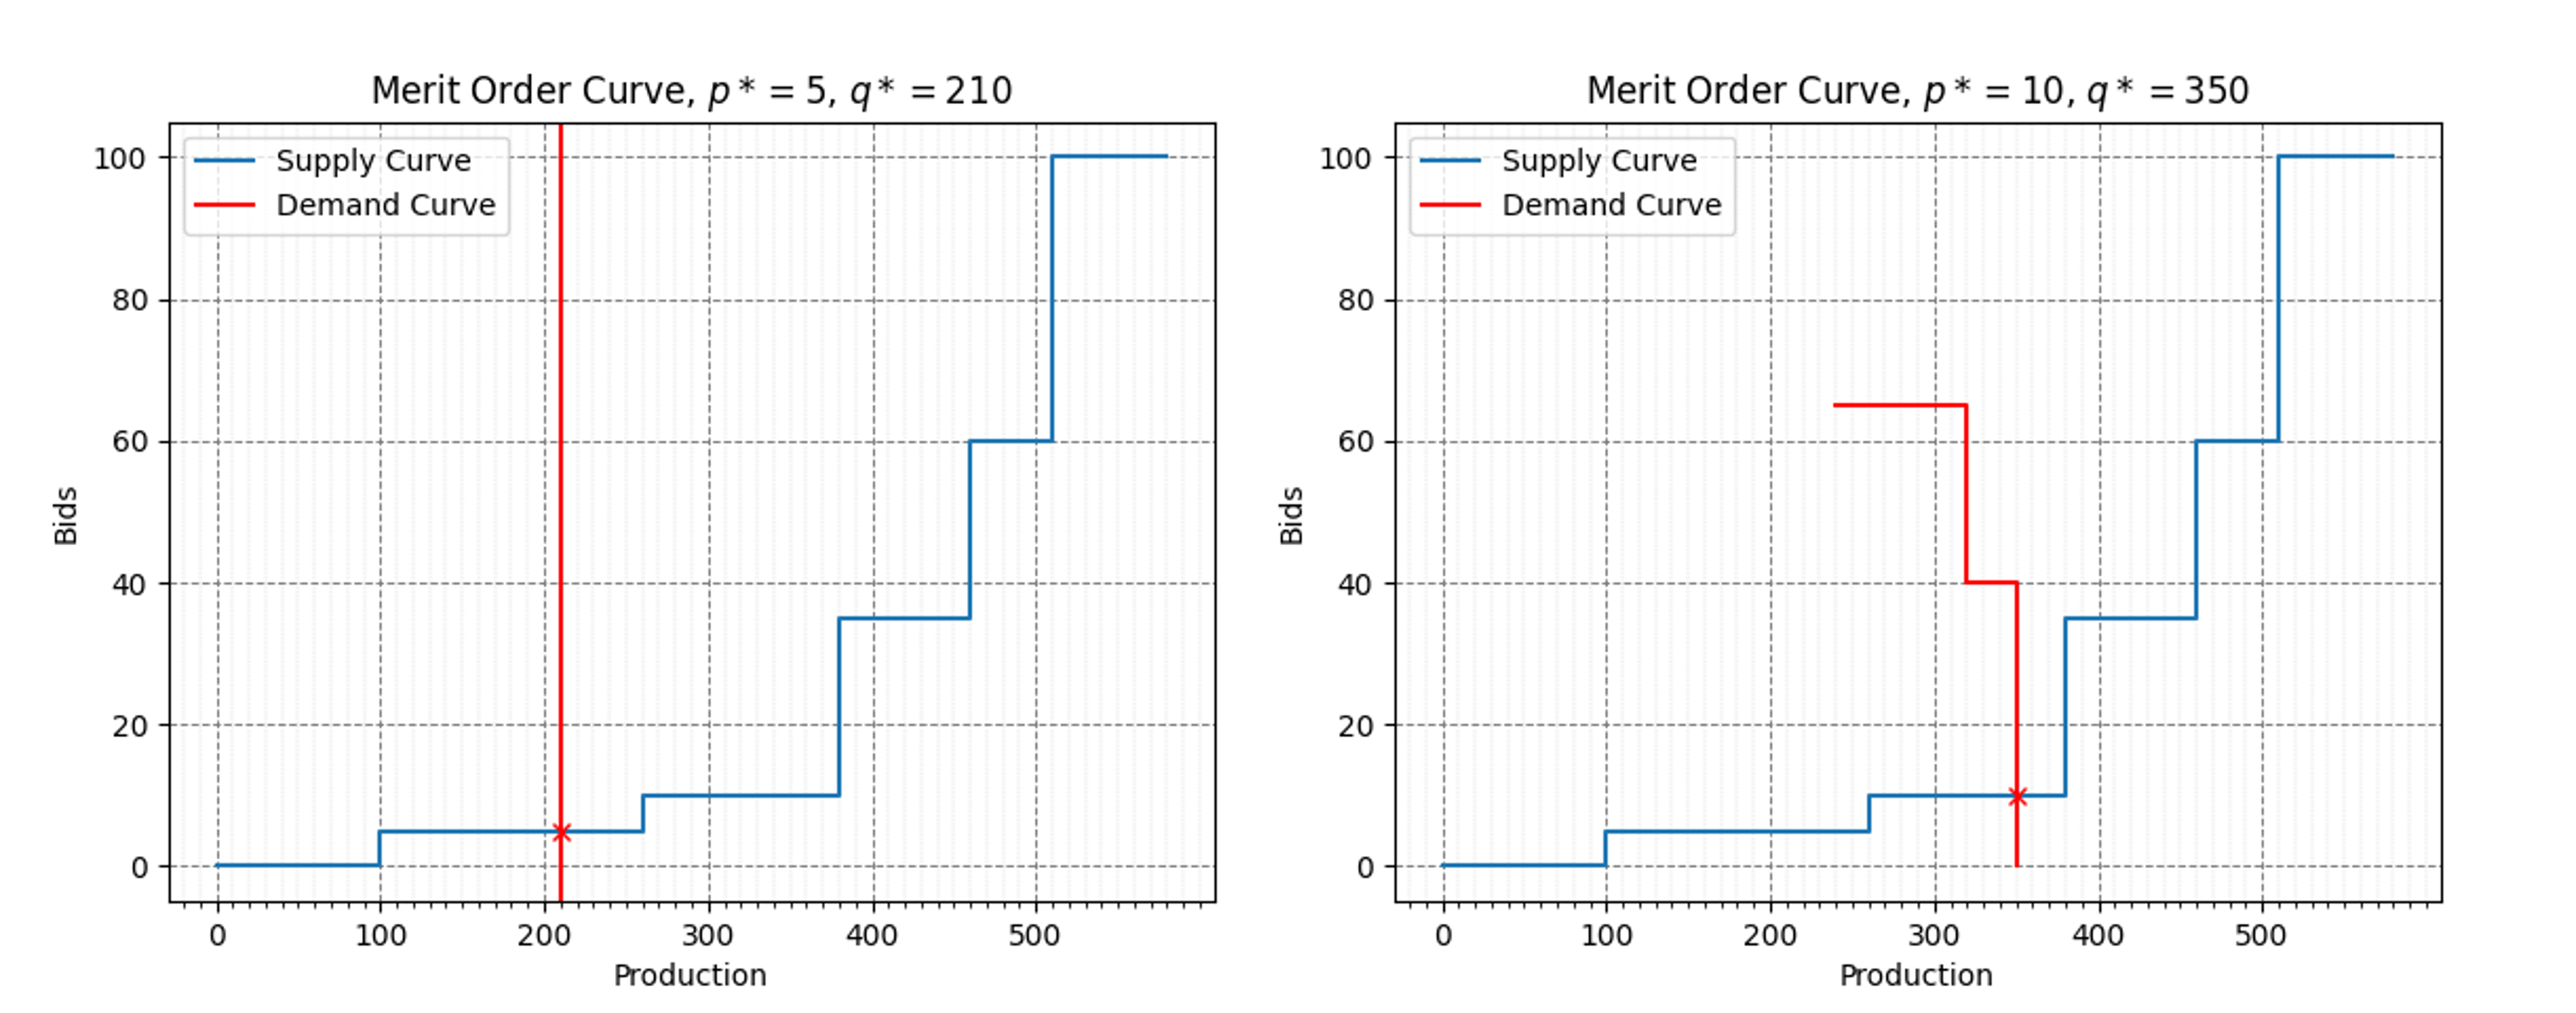 Merit Order Curve, p* = 5, q* = 210
Supply Curve
Demand Curve
100
80
60
40
20
0
Bids
0 100 200 300 400 500
Production
Merit Order Curve, p* = 10, q* = 350
Supply Curve
Demand Curve
100
80
60
40
20
0
Bids
0 100 200 300 400 500
Production